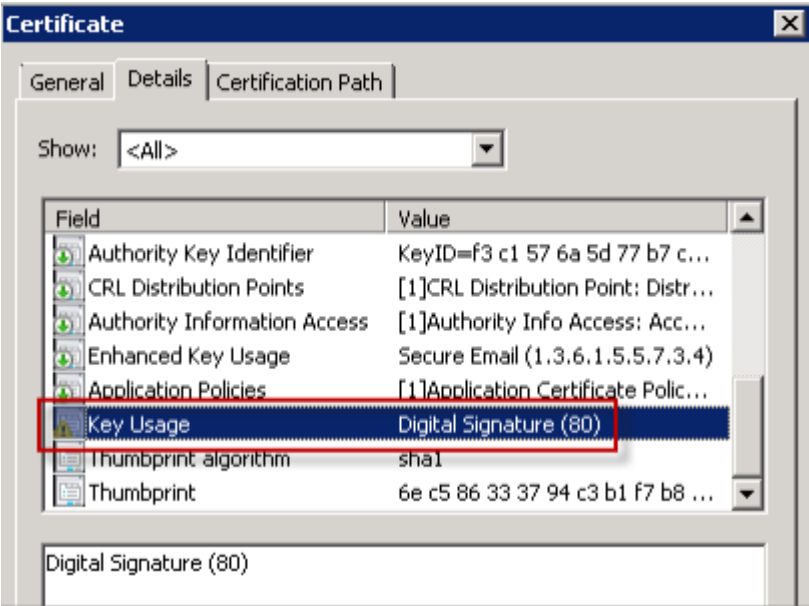 Certificate
General Details Certification Path
Show: <All>
Field Value
Authority Key Identifier KeyID=f3 c1 57 6a 5d 77 b7 c...
CRL Distribution Points [1]CRL Distribution Point: Distr...
Authority Information Access [1]Authority Info Access: Acc...
Enhanced Key Usage Secure Email (1.3.6.1.5.5.7.3.4)
Application Policies [1]Application Certificate Polic...
Key Usage Digital Signature (80)
Thumbprint algorithm sha1
Thumbprint 6e c5 86 33 37 94 c3 b1 f7 b8 ...
Digital Signature (80)